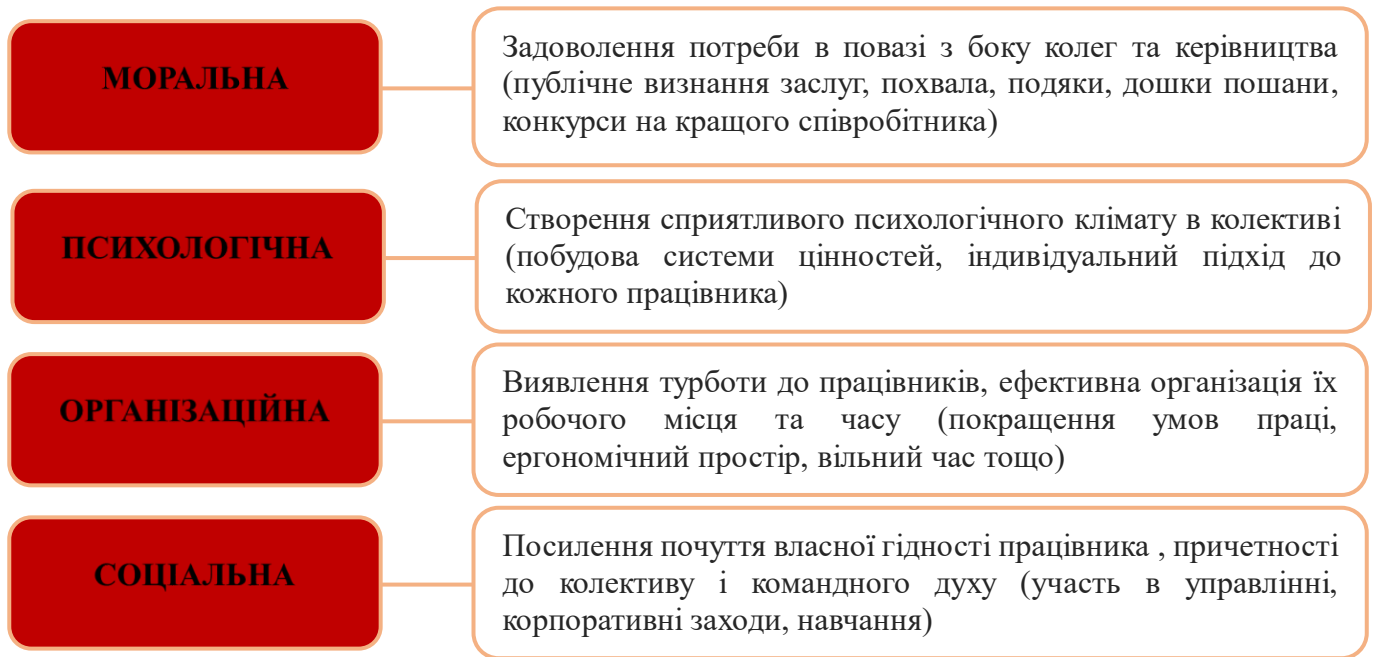 МОРАЛЬНА
Задоволення потреби в повазі з боку колег та керівництва
(публічне визнання заслуг, похвала, подяки, дошки пошани,
конкурси на кращого співробітника)
ПСИХОЛОГІЧНА
Створення сприятливого психологічного клімату в колективі
(побудова системи цінностей, індивідуальний підхід до
кожного працівника)
ОРГАНІЗАЦІЙНА
Виявлення турботи до працівників, ефективна організація їх
робочого місця та часу (покращення умов праці,
ергономічний простір, вільний час тощо)
СОЦІАЛЬНА
Посилення почуття власної гідності працівника , причетності
до колективу і командного духу (участь в управлінні,
корпоративні заходи, навчання)